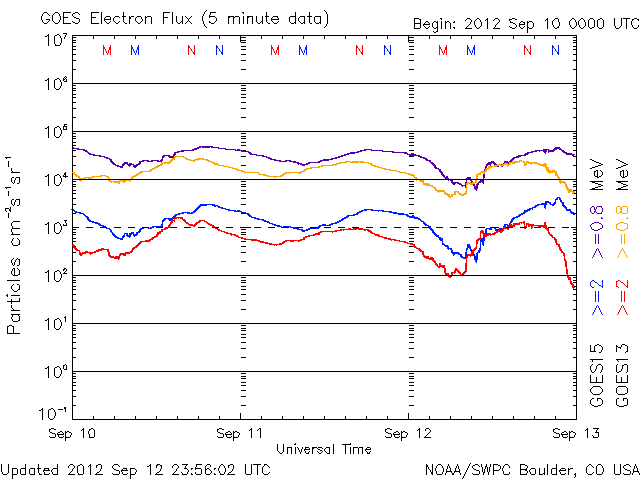 GOES Electron Flux (5 minute data)
Begin: 2012 Sep 10 0000 UTC
M M N N M M N N M M N N
10⁷
10⁶
10⁵
10⁴
10³
10²
10¹
10⁰
10⁻¹
Particles cm⁻²s⁻¹sr⁻¹
Sep 10 Sep 11 Sep 12 Sep 13
Universal Time
GOES15 >=2 >=0.8 MeV
GOES13 >=2 >=0.8 MeV
Updated 2012 Sep 12 23:56:02 UTC
NOAA/SWPC Boulder, CO USA